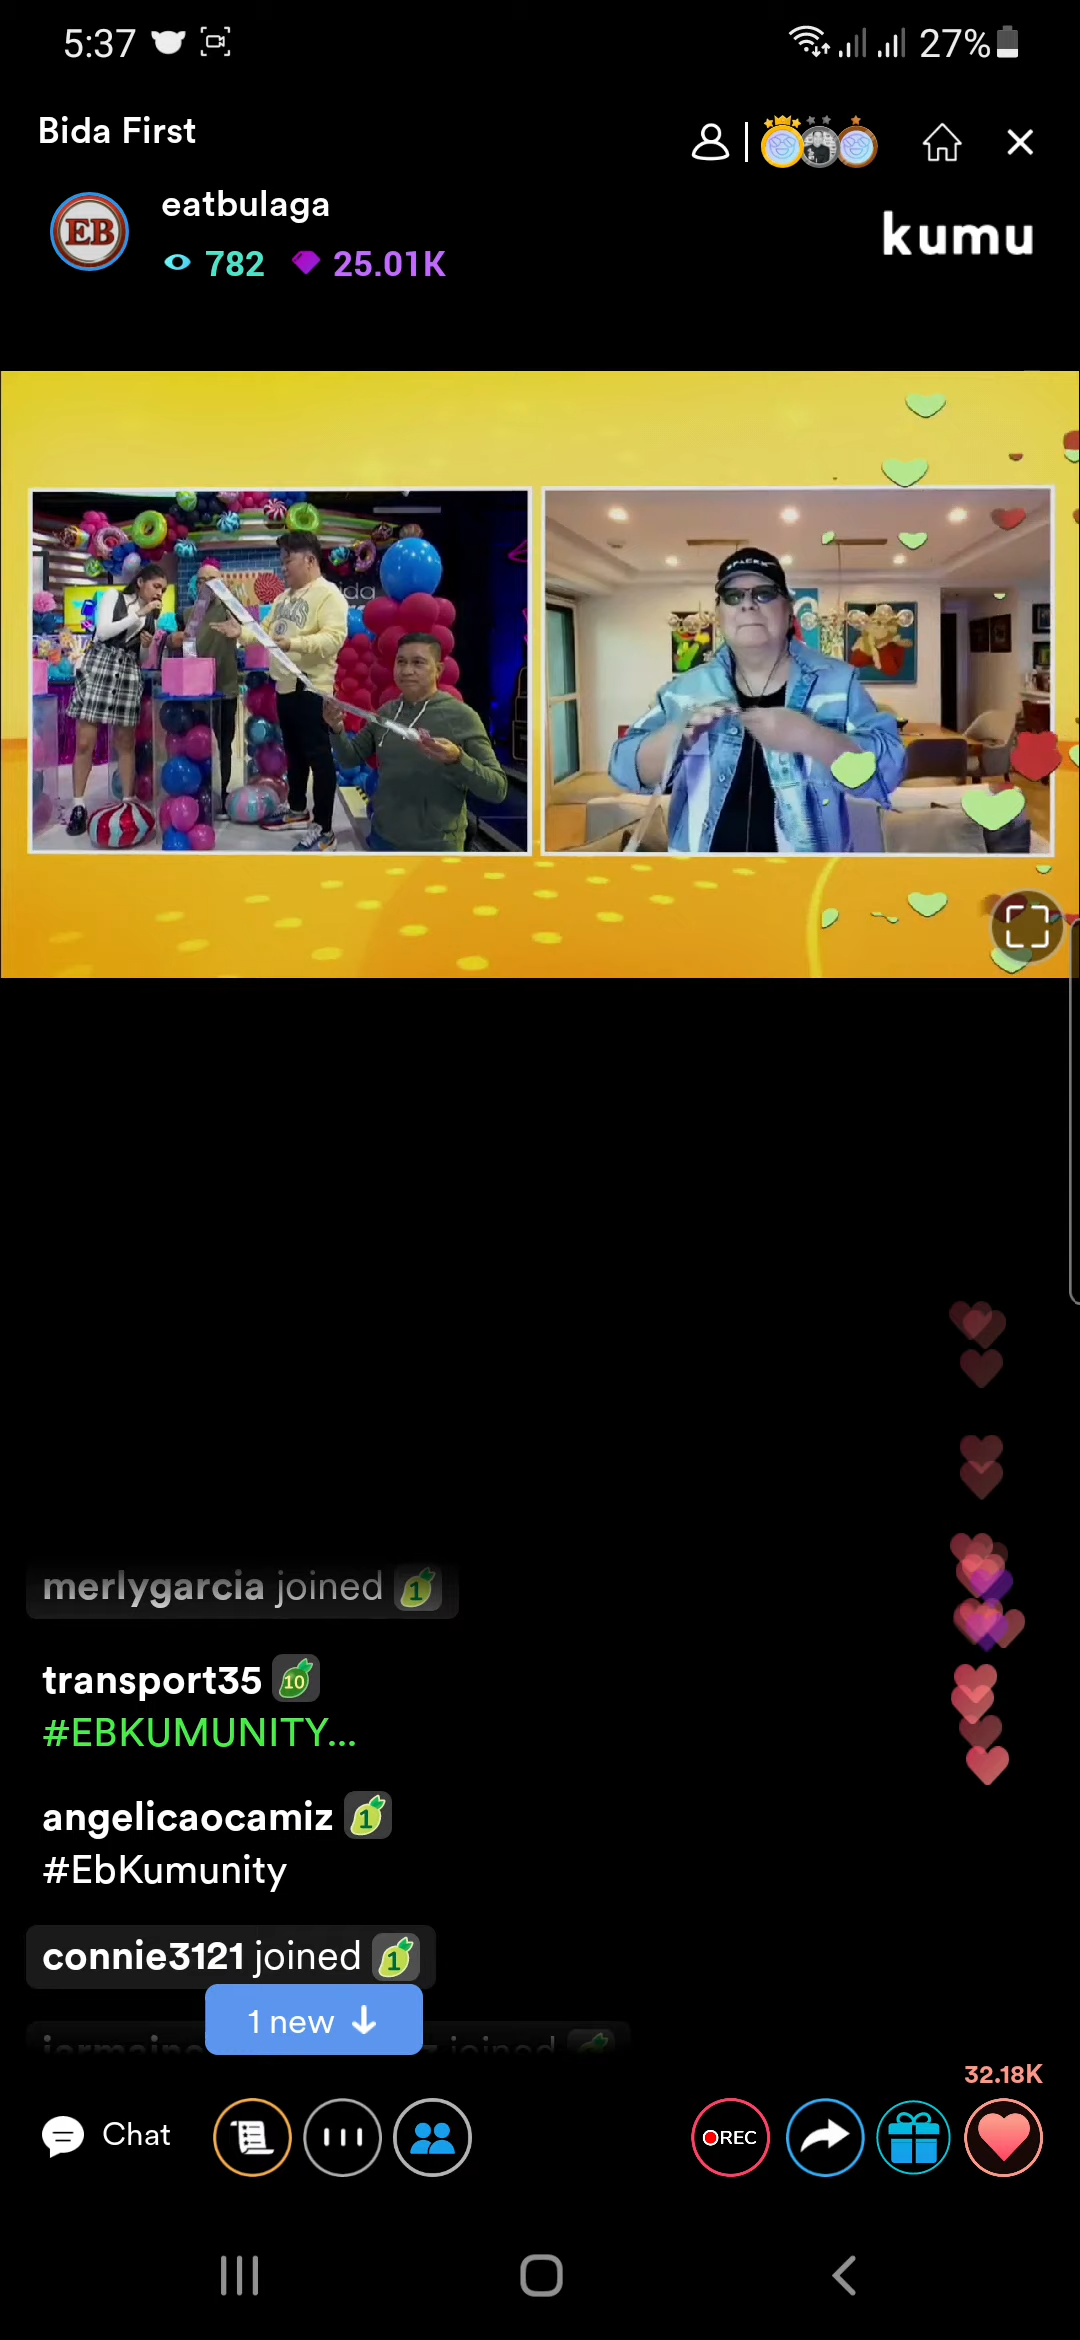 5:37
27%
Bida First
eatbulaga
782 25.01K
kumu
EB
merlygarcia joined 1
transport35 10
#EBKUMUNITY...
angelicaocamiz 1
#EbKumunity
connie3121 joined 1
1 new
joined
32.18K
Chat
REC